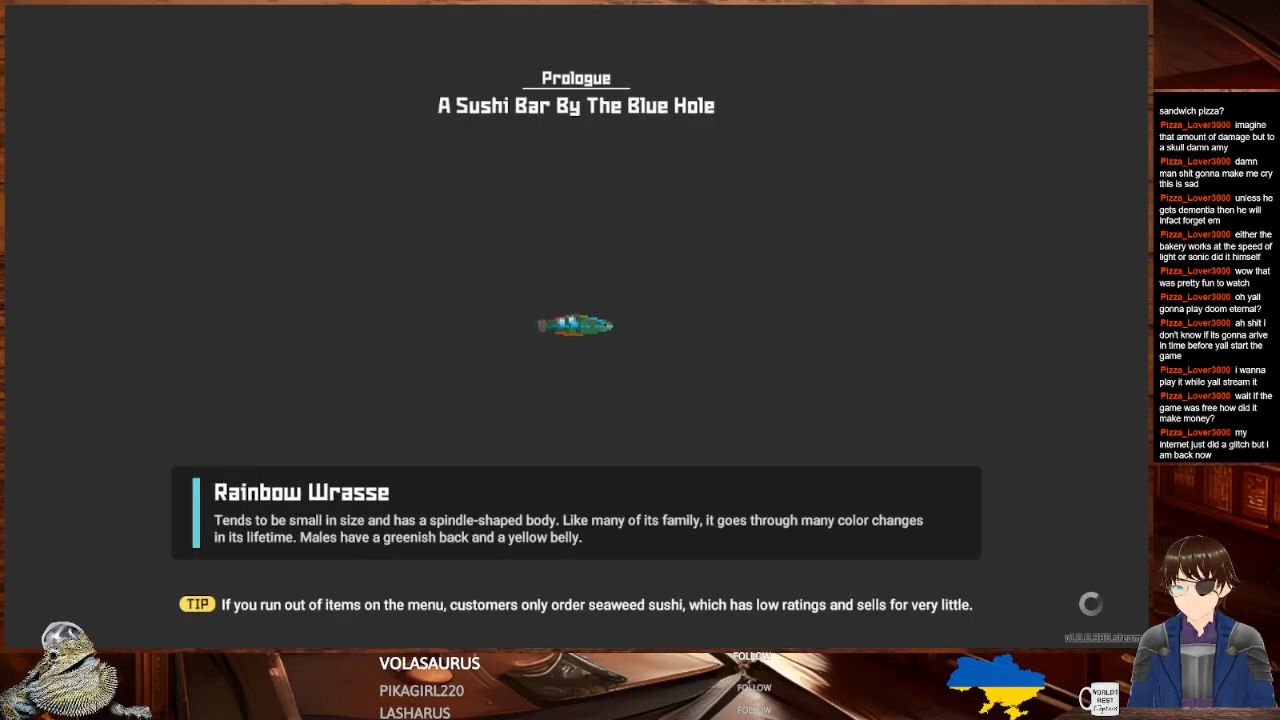 Prologue
A Sushi Bar By The Blue Hole
Rainbow Wrasse
Tends to be small in size and has a spindle-shaped body. Like many of its family, it goes through many color changes
in its lifetime. Males have a greenish back and a yellow belly.
TIP If you run out of items on the menu, customers only order seaweed sushi, which has low ratings and sells for very little.
v1.0.0.980.steam
sandwich pizza?
Pizza_Lover3000 imagine
that amount of damage but to
a skull damn amy
Pizza_Lover3000 damn
man shit gonna make me cry
this is sad
Pizza_Lover3000 unless he
gets dementia then he will
infact forget em
Pizza_Lover3000 either the
bakery works at the speed of
light or sonic did it himself
Pizza_Lover3000 wow that
was pretty fun to watch
Pizza_Lover3000 oh yall
gonna play doom eternal?
Pizza_Lover3000 ah shit i
don't know if its gonna arive
in time before yall start the
game
Pizza_Lover3000 i wanna
play it while yall stream it
Pizza_Lover3000 wait if the
game was free how did it
make money?
Pizza_Lover3000 my
internet just did a glitch but I
am back now
VOLASAURUS
FOLLOW
PIKAGIRL220
FOLLOW
LASHARUS
FOLLOW
WORLD'S
BEST
Captain